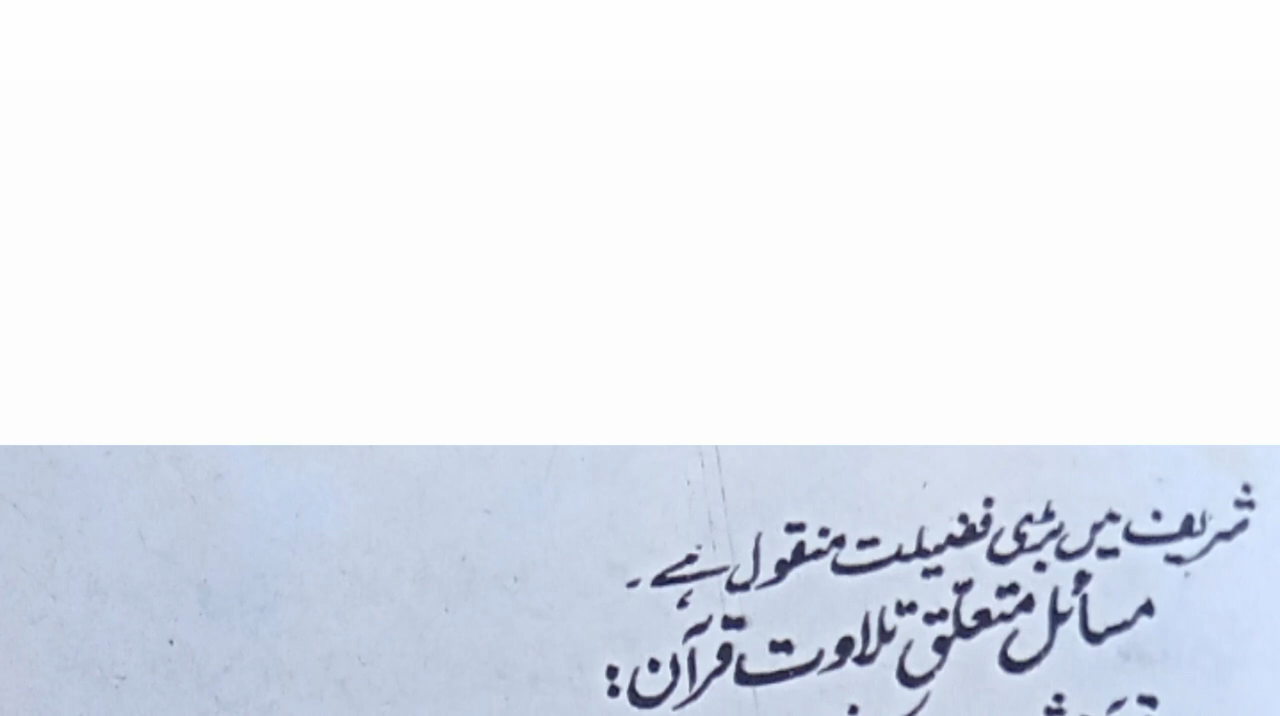 شریف میں بڑی فضیلت منقول ہے۔
مسائل متعلق تلاوت قرآن: